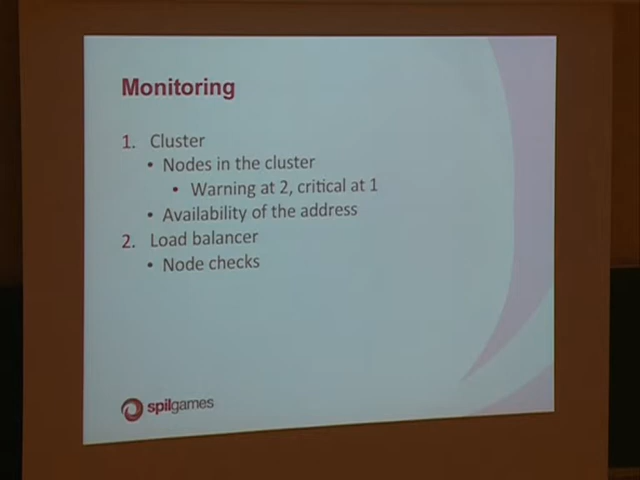 Monitoring
1. Cluster
• Nodes in the cluster
• Warning at 2, critical at 1
• Availability of the address
2. Load balancer
• Node checks
spilgames